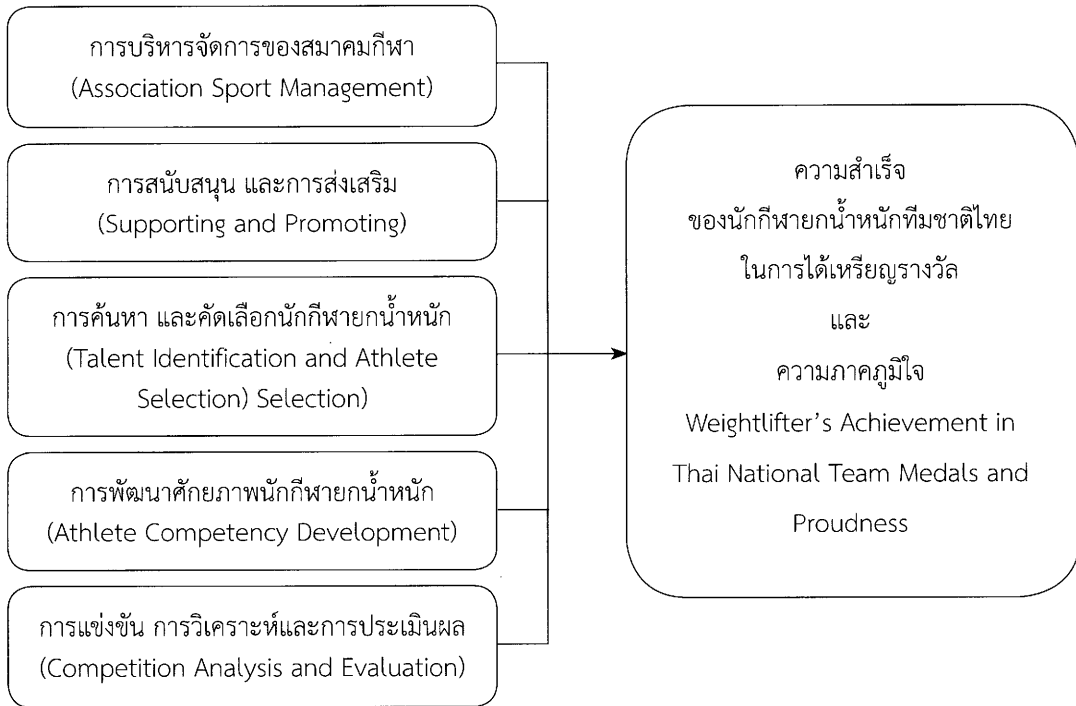 การบริหารจัดการของสมาคมกีฬา
(Association Sport Management)
การสนับสนุน และการส่งเสริม
(Supporting and Promoting)
การค้นหา และคัดเลือกนักกีฬายกน้ำหนัก
(Talent Identification and Athlete
Selection) Selection)
การพัฒนาศักยภาพนักกีฬายกน้ำหนัก
(Athlete Competency Development)
การแข่งขัน การวิเคราะห์และการประเมินผล
(Competition Analysis and Evaluation)
ความสำเร็จ
ของนักกีฬายกน้ำหนักทีมชาติไทย
ในการได้เหรียญรางวัล
และ
ความภาคภูมิใจ
Weightlifter's Achievement in
Thai National Team Medals and
Proudness